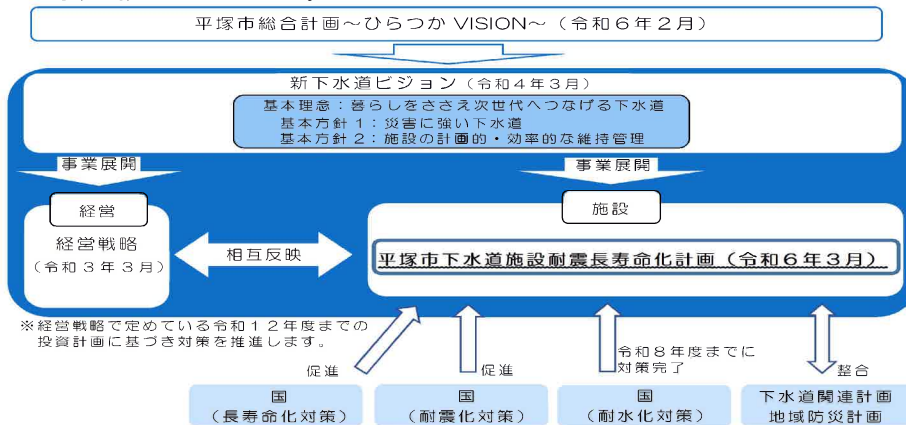 平塚市総合計画～ひらつかVISION～（令和６年２月）
新下水道ビジョン（令和４年３月）
基本理念：暮らしをささえ次世代へつなげる下水道
基本方針１：災害に強い下水道
基本方針２：施設の計画的・効率的な維持管理
事業展開
事業展開
経営
施設
経営戦略
（令和３年３月）
相互反映
平塚市下水道施設耐震長寿命化計画（令和６年３月）
※経営戦略で定めている令和１２年度までの
投資計画に基づき対策を推進します。
促進
促進
令和８年度までに
対策完了
整合
国
（長寿命化対策）
国
（耐震化対策）
国
（耐水化対策）
下水道関連計画
地域防災計画